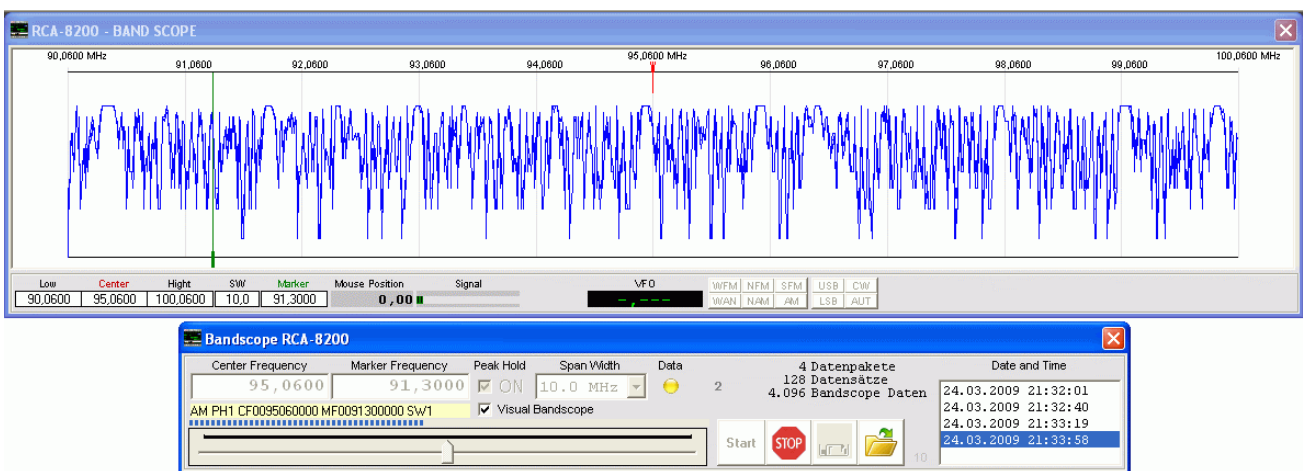 RCA-8200 - BAND SCOPE
90,0600 MHz 91,0600 92,0600 93,0600 94,0600 95,0600 MHz 96,0600 97,0600 98,0600 99,0600 100,0600 MHz
Low Center Hight SW Marker Mouse Position Signal VFO
90,0600 95,0600 100,0600 10,0 91,3000 0,00 -,--- WFM NFM SFM USB CW
WAN NAM AM LSB AUT
Bandscope RCA-8200
Center Frequency Marker Frequency Peak Hold Span Width Data 4 Datenpakete Date and Time
95,0600 91,3000 ON 10.0 MHz 2 128 Datensätze
4.096 Bandscope Daten
24.03.2009 21:32:01
AM PH1 CF0095060000 MF0091300000 SW1 Visual Bandscope 24.03.2009 21:32:40
24.03.2009 21:33:19
Start STOP 24.03.2009 21:33:58
10